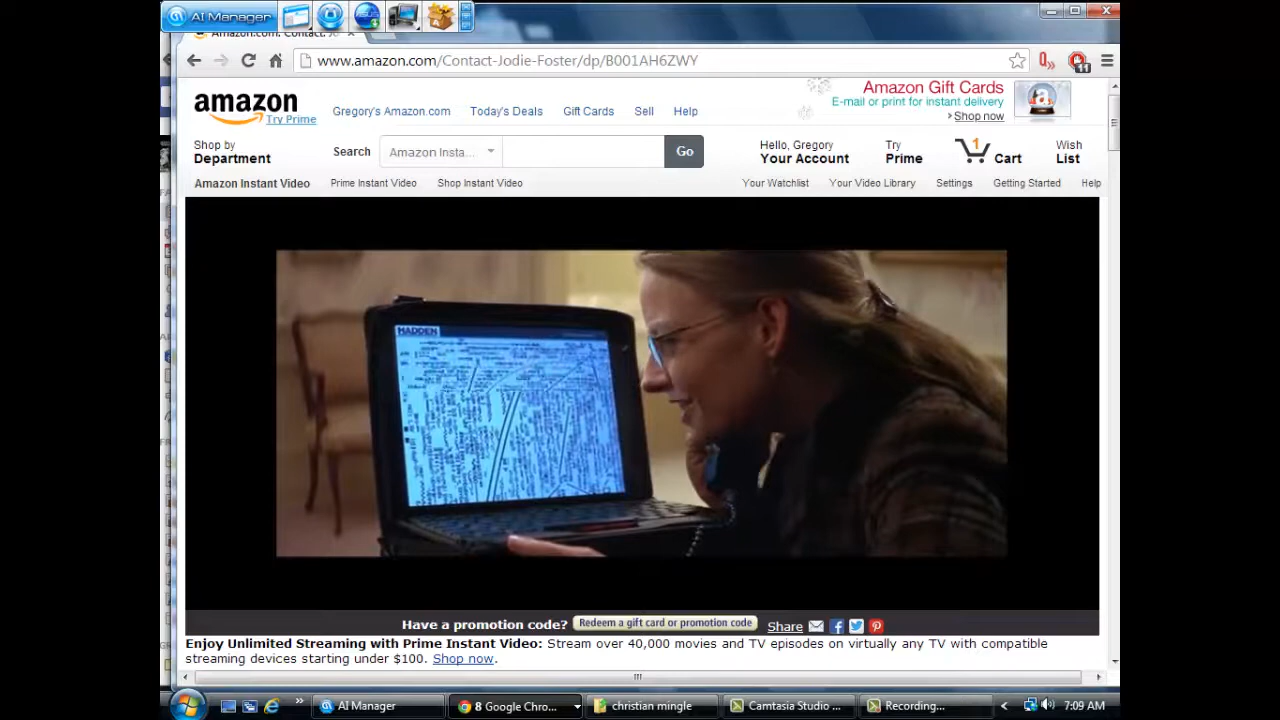 AI Manager
Amazon.com: Contact: Jo
www.amazon.com/Contact-Jodie-Foster/dp/B001AH6ZWY
11
amazon
Try Prime
Gregory's Amazon.com
Today's Deals
Gift Cards
Sell
Help
Amazon Gift Cards
E-mail or print for instant delivery
Shop now
Shop by
Department
Search
Amazon Insta...
Go
Hello, Gregory
Your Account
Try
Prime
1
Cart
Wish
List
Amazon Instant Video
Prime Instant Video
Shop Instant Video
Your Watchlist
Your Video Library
Settings
Getting Started
Help
HADDEN
Have a promotion code?
Redeem a gift card or promotion code
Share
Enjoy Unlimited Streaming with Prime Instant Video: Stream over 40,000 movies and TV episodes on virtually any TV with compatible
streaming devices starting under $100. Shop now.
AI Manager
8 Google Chro...
christian mingle
Camtasia Studio ...
Recording...
7:09 AM